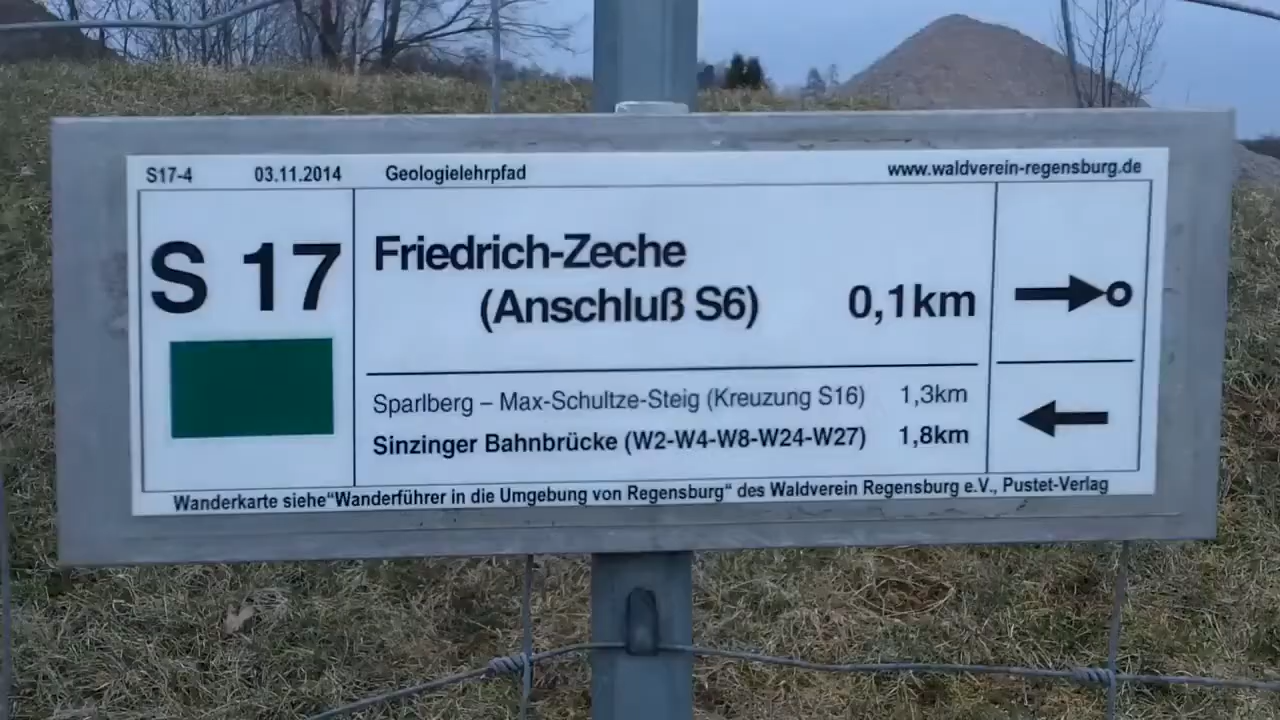 S17-4 03.11.2014 Geologielehrpfad www.waldverein-regensburg.de
S 17
Friedrich-Zeche
(Anschluß S6) 0,1km
Sparlberg – Max-Schultze-Steig (Kreuzung S16) 1,3km
Sinzinger Bahnbrücke (W2-W4-W8-W24-W27) 1,8km
Wanderkarte siehe“Wanderführer in die Umgebung von Regensburg“ des Waldverein Regensburg e.V., Pustet-Verlag